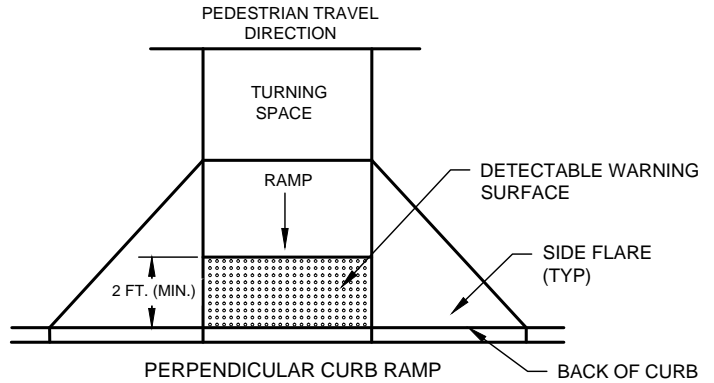 PEDESTRIAN TRAVEL
DIRECTION
TURNING
SPACE
RAMP
DETECTABLE WARNING
SURFACE
SIDE FLARE
(TYP)
2 FT. (MIN.)
PERPENDICULAR CURB RAMP
BACK OF CURB